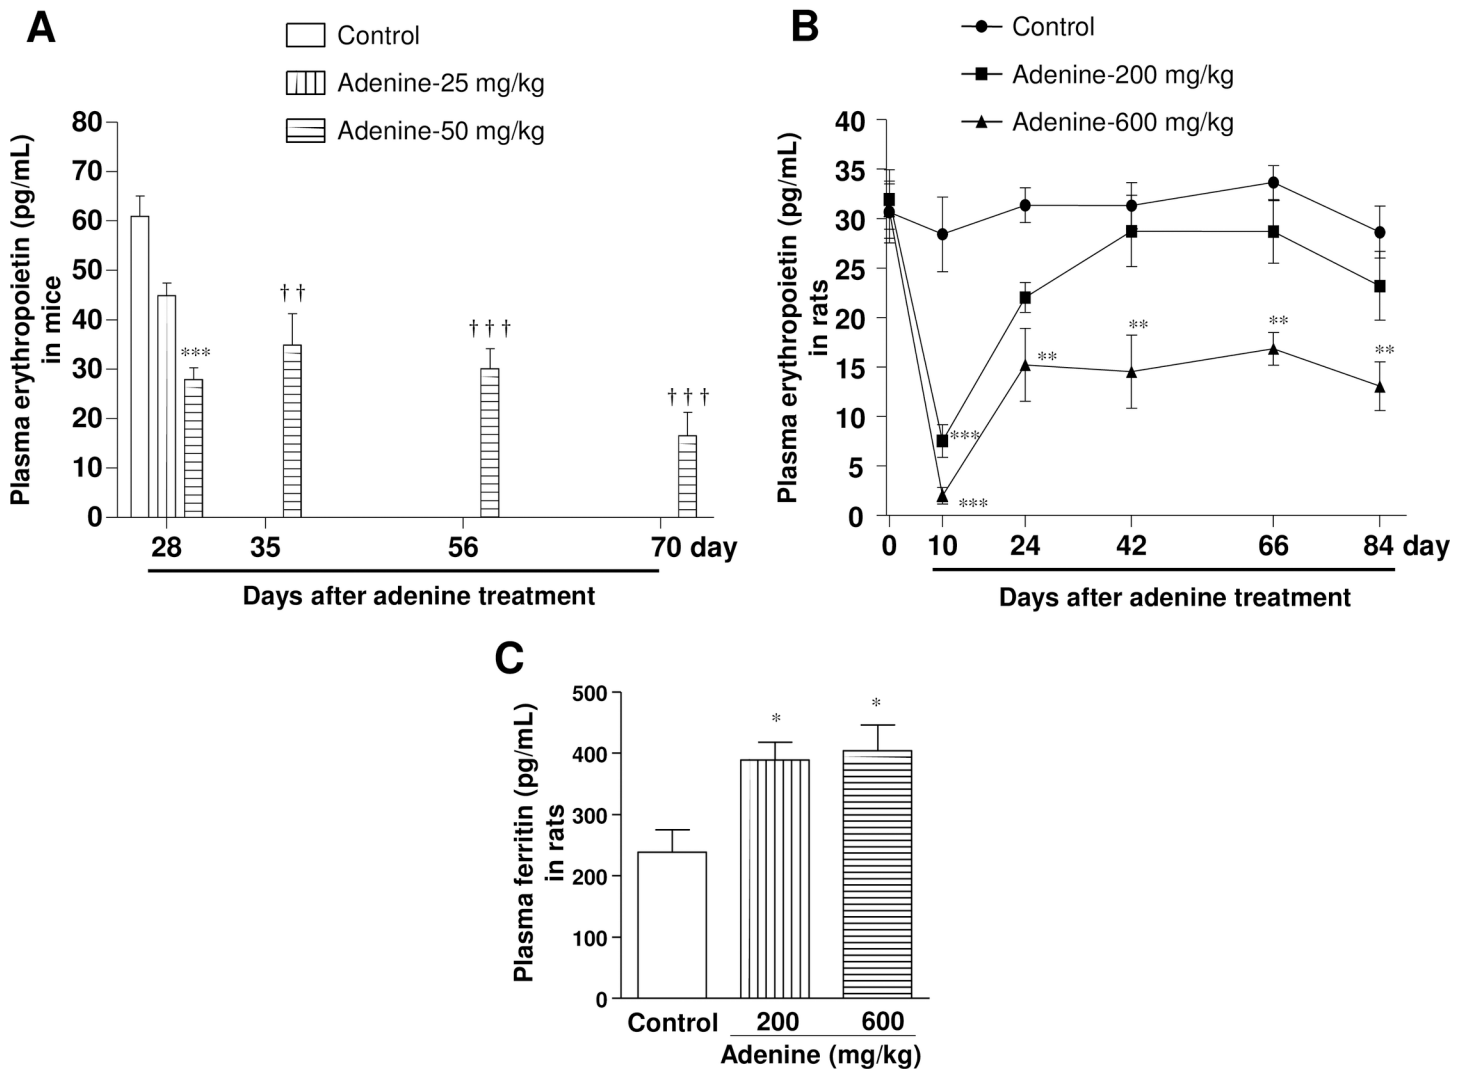 A
Control
Adenine-25 mg/kg
Adenine-50 mg/kg
Plasma erythropoietin (pg/mL)
in mice
80
70
60
50
40
30
20
10
0
***
† †
† † †
† † †
28 35 56 70 day
Days after adenine treatment
B
Control
Adenine-200 mg/kg
Adenine-600 mg/kg
Plasma erythropoietin (pg/mL)
in rats
40
35
30
25
20
15
10
5
0
***
***
**
**
**
**
0 10 24 42 66 84 day
Days after adenine treatment
C
Plasma ferritin (pg/mL)
in rats
500
400
300
200
100
0
*
*
Control 200 600
Adenine (mg/kg)